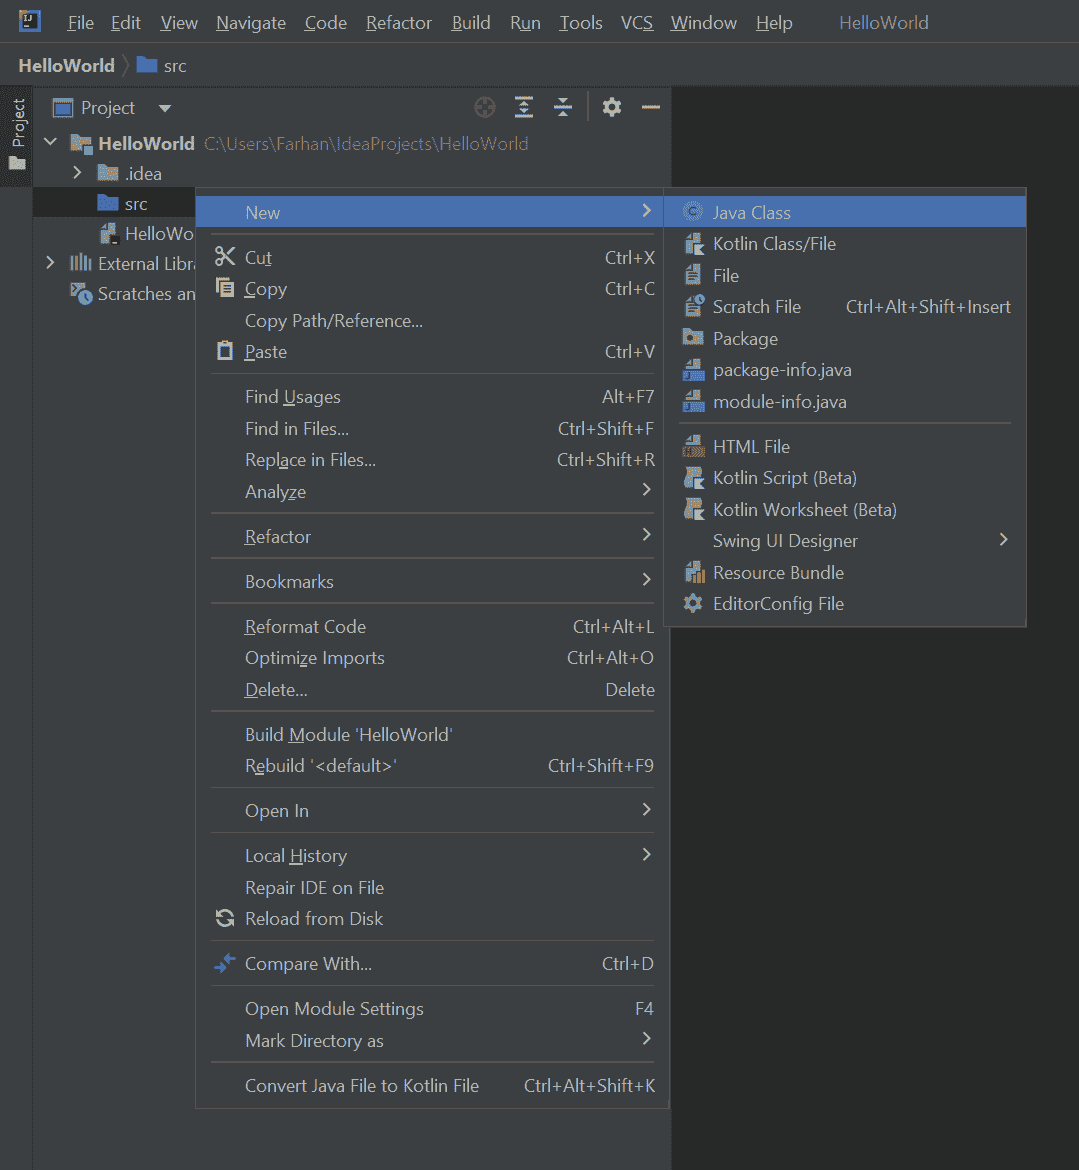 IJ File Edit View Navigate Code Refactor Build Run Tools VCS Window Help HelloWorld
HelloWorld src
Project
Project
HelloWorld C:\Users\Farhan\IdeaProjects\HelloWorld
.idea
src
HelloWo
External Libra
Scratches an
New
Cut Ctrl+X
Copy Ctrl+C
Copy Path/Reference...
Paste Ctrl+V
Find Usages Alt+F7
Find in Files... Ctrl+Shift+F
Replace in Files... Ctrl+Shift+R
Analyze
Refactor
Bookmarks
Reformat Code Ctrl+Alt+L
Optimize Imports Ctrl+Alt+O
Delete... Delete
Build Module 'HelloWorld'
Rebuild '<default>' Ctrl+Shift+F9
Open In
Local History
Repair IDE on File
Reload from Disk
Compare With... Ctrl+D
Open Module Settings F4
Mark Directory as
Convert Java File to Kotlin File Ctrl+Alt+Shift+K
Java Class
Kotlin Class/File
File
Scratch File Ctrl+Alt+Shift+Insert
Package
package-info.java
module-info.java
HTML File
Kotlin Script (Beta)
Kotlin Worksheet (Beta)
Swing UI Designer
Resource Bundle
EditorConfig File